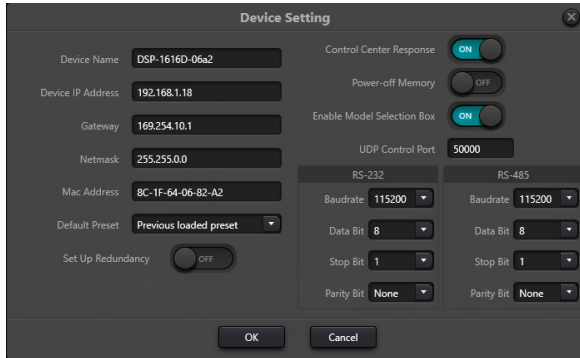 Device Setting
Device Name DSP-1616D-06a2
Device IP Address 192.168.1.18
Gateway 169.254.10.1
Netmask 255.255.0.0
Mac Address 8C-1F-64-06-82-A2
Default Preset Previous loaded preset
Set Up Redundancy OFF
Control Center Response ON
Power-off Memory OFF
Enable Model Selection Box ON
UDP Control Port 50000
RS-232
Baudrate 115200
Data Bit 8
Stop Bit 1
Parity Bit None
RS-485
Baudrate 115200
Data Bit 8
Stop Bit 1
Parity Bit None
OK Cancel